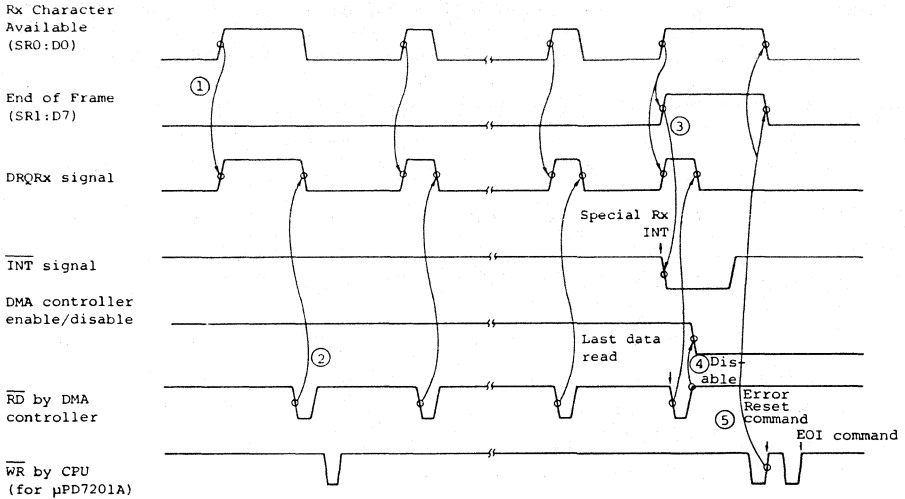 Rx Character
Available
(SR0:D0)
①
End of Frame
(SR1:D7)
③
DRQRx signal
Special Rx
INT
INT signal
DMA controller
enable/disable
Last data
read
②
④ Dis-
able
RD by DMA
controller
Error
Reset
command
⑤
EOI command
WR by CPU
(for µPD7201A)